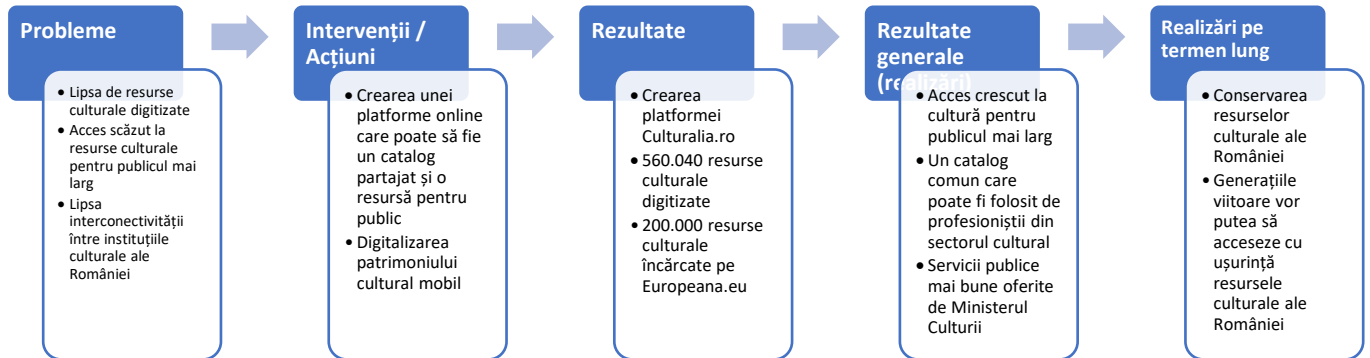 Probleme
• Lipsa de resurse
culturale digitizate
• Acces scăzut la
resurse culturale
pentru publicul mai
larg
• Lipsa
interconectivității
între instituțiile
culturale ale
României
Intervenții /
Acțiuni
• Crearea unei
platforme online
care poate să fie
un catalog
partajat și o
resursă pentru
public
• Digitalizarea
patrimoniului
cultural mobil
Rezultate
• Crearea
platformei
Culturalia.ro
• 560.040 resurse
culturale
digitizate
• 200.000 resurse
culturale
încărcate pe
Europeana.eu
Rezultate
generale
(realizări)
• Acces crescut la
cultură pentru
publicul mai larg
• Un catalog
comun care
poate fi folosit de
profesioniștii din
sectorul cultural
• Servicii publice
mai bune oferite
de Ministerul
Culturii
Realizări pe
termen lung
• Conservarea
resurselor
culturale ale
României
• Generațiile
viitoare vor
putea să
acceseze cu
ușurință
resursele
culturale ale
României